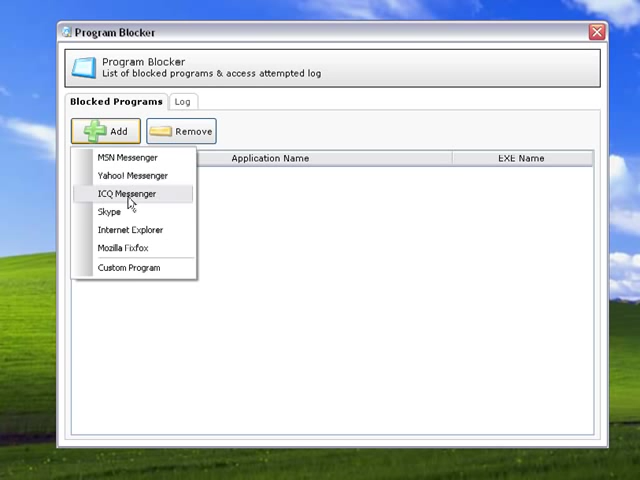 Program Blocker
Program Blocker
List of blocked programs & access attempted log
Blocked Programs
Log
Add
Remove
Application Name
EXE Name
MSN Messenger
Yahoo! Messenger
ICQ Messenger
Skype
Internet Explorer
Mozilla Fixfox
Custom Program